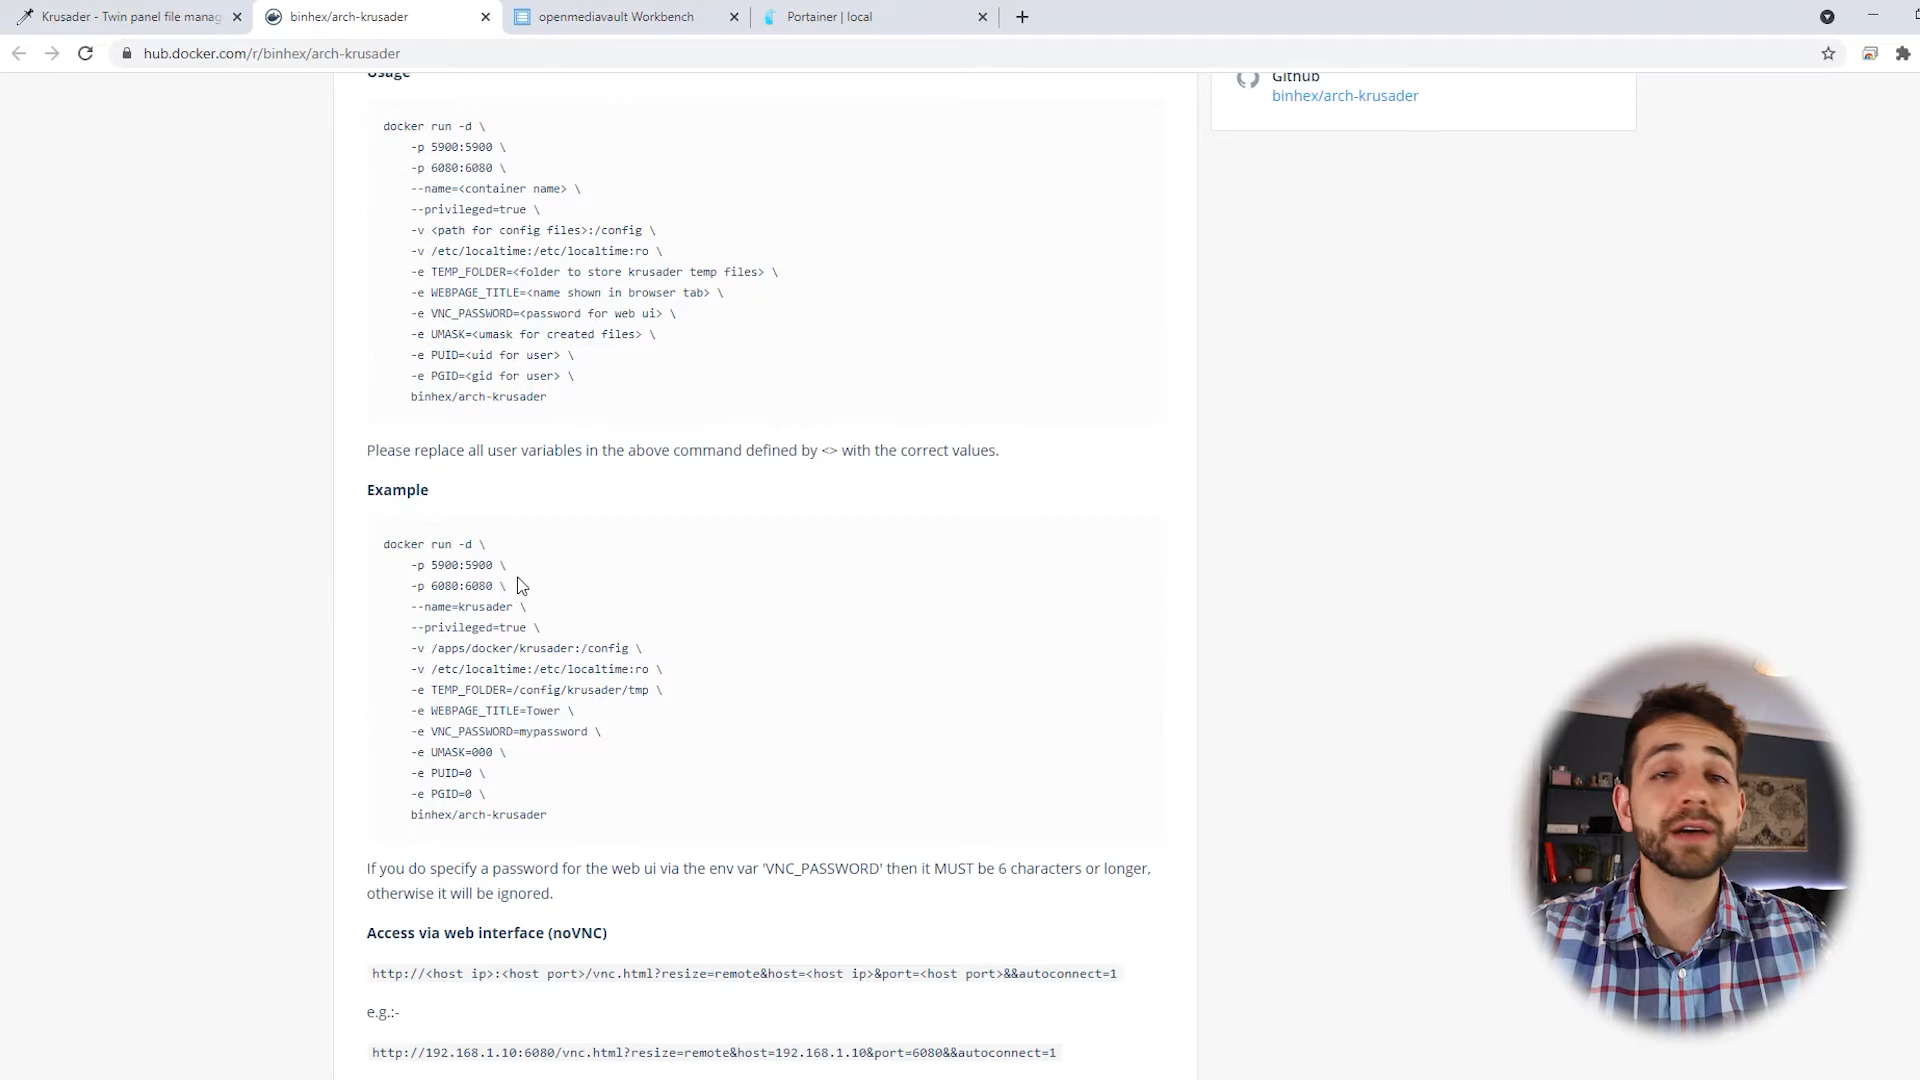 Krusader - Twin panel file manag
binhex/arch-krusader
openmediavault Workbench
Portainer | local
hub.docker.com/r/binhex/arch-krusader
Usage
Github
binhex/arch-krusader
docker run -d \
-p 5900:5900 \
-p 6080:6080 \
--name=<container name> \
--privileged=true \
-v <path for config files>:/config \
-v /etc/localtime:/etc/localtime:ro \
-e TEMP_FOLDER=<folder to store krusader temp files> \
-e WEBPAGE_TITLE=<name shown in browser tab> \
-e VNC_PASSWORD=<password for web ui> \
-e UMASK=<umask for created files> \
-e PUID=<uid for user> \
-e PGID=<gid for user> \
binhex/arch-krusader
Please replace all user variables in the above command defined by <> with the correct values.
Example
docker run -d \
-p 5900:5900 \
-p 6080:6080 \
--name=krusader \
--privileged=true \
-v /apps/docker/krusader:/config \
-v /etc/localtime:/etc/localtime:ro \
-e TEMP_FOLDER=/config/krusader/tmp \
-e WEBPAGE_TITLE=Tower \
-e VNC_PASSWORD=mypassword \
-e UMASK=000 \
-e PUID=0 \
-e PGID=0 \
binhex/arch-krusader
If you do specify a password for the web ui via the env var 'VNC_PASSWORD' then it MUST be 6 characters or longer,
otherwise it will be ignored.
Access via web interface (noVNC)
http://<host ip>:<host port>/vnc.html?resize=remote&host=<host ip>&port=<host port>&&autoconnect=1
e.g.:-
http://192.168.1.10:6080/vnc.html?resize=remote&host=192.168.1.10&port=6080&&autoconnect=1